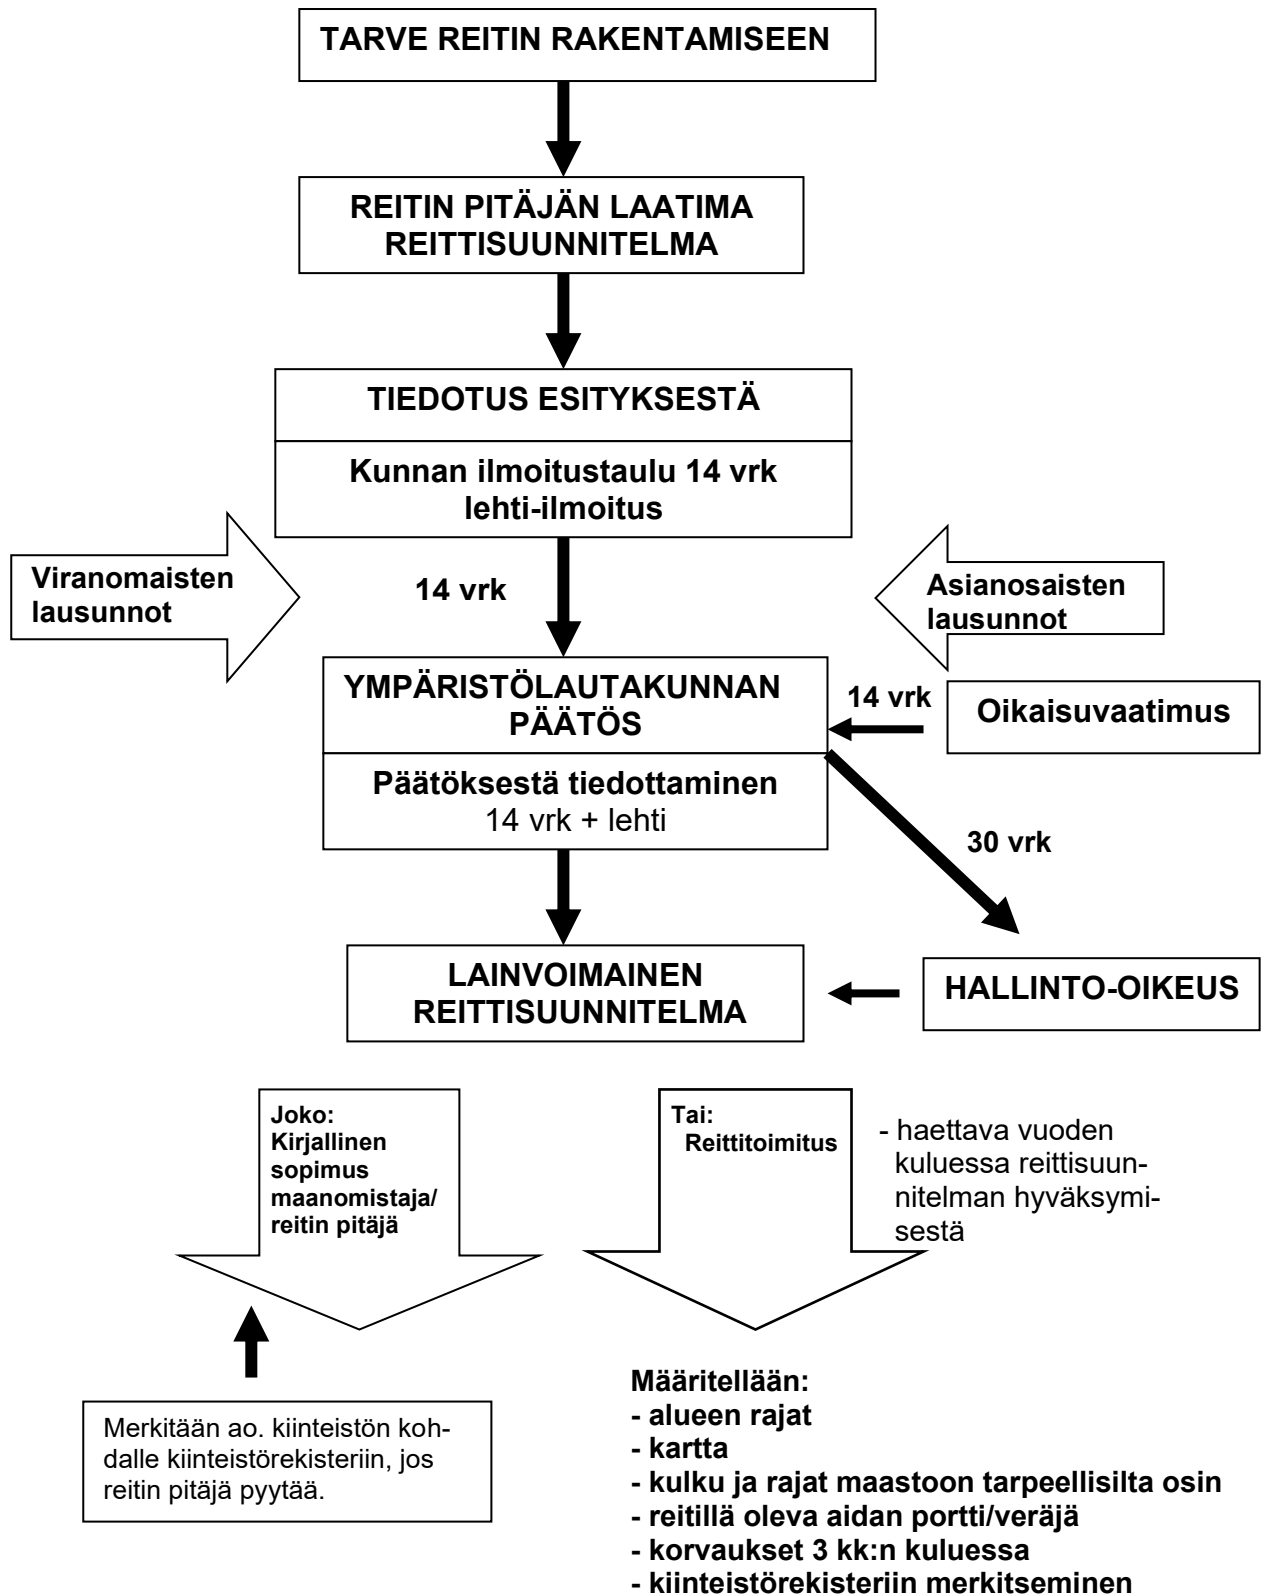 TARVE REITIN RAKENTAMISEEN
REITIN PITÄJÄN LAATIMA
REITTISUUNNITELMA
TIEDOTUS ESITYKSESTÄ
Kunnan ilmoitustaulu 14 vrk
lehti-ilmoitus
Viranomaisten
lausunnot
14 vrk
Asianosaisten
lausunnot
YMPÄRISTÖLAUTAKUNNAN
PÄÄTÖS
14 vrk
Oikaisuvaatimus
Päätöksestä tiedottaminen
14 vrk + lehti
30 vrk
LAINVOIMAINEN
REITTISUUNNITELMA
HALLINTO-OIKEUS
Joko:
Kirjallinen
sopimus
maanomistaja/
reitin pitäjä
Tai:
Reittitoimitus
- haettava vuoden
kuluessa reittisuun-
nitelman hyväksymi-
sestä
Merkitään ao. kiinteistön koh-
dalle kiinteistörekisteriin, jos
reitin pitäjä pyytää.
Määritellään:
- alueen rajat
- kartta
- kulku ja rajat maastoon tarpeellisilta osin
- reitillä oleva aidan portti/veräjä
- korvaukset 3 kk:n kuluessa
- kiinteistörekisteriin merkitseminen